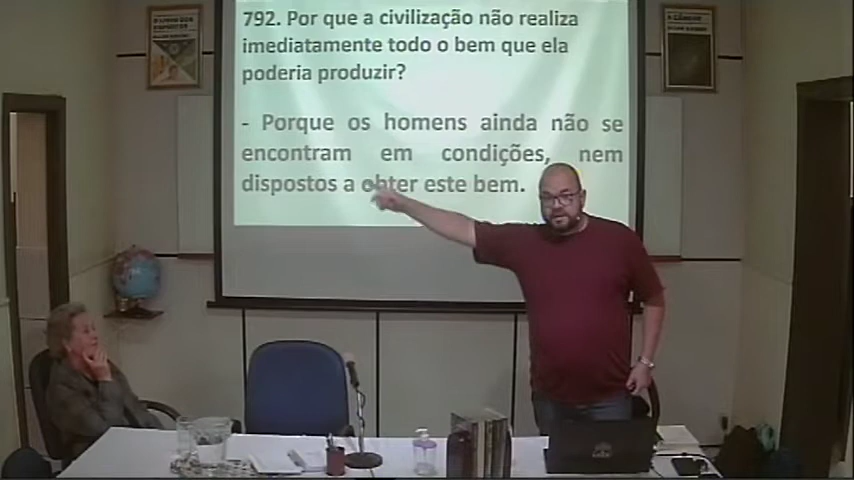 792. Por que a civilização não realiza
imediatamente todo o bem que ela
poderia produzir?
- Porque os homens ainda não se
encontram em condições, nem
dispostos a obter este bem.